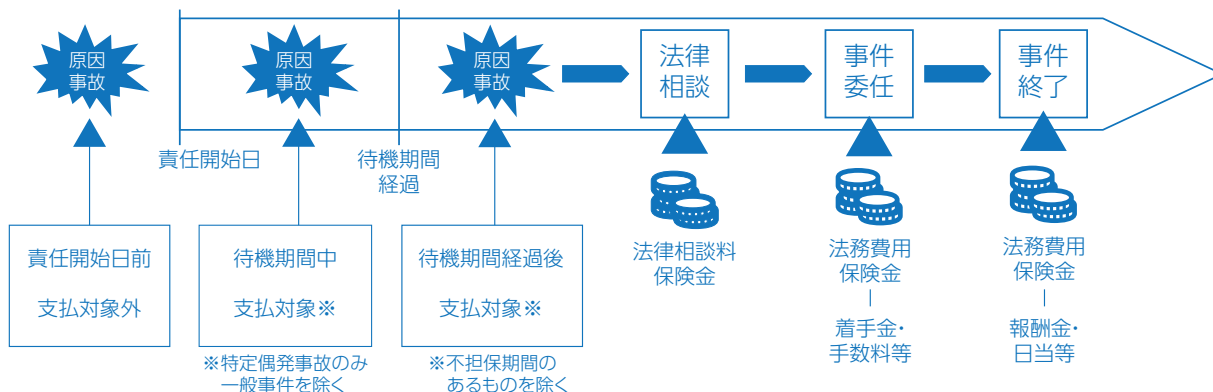 原因
事故
原因
事故
原因
事故
法律
相談
事件
委任
事件
終了
責任開始日
待機期間
経過
責任開始日前
支払対象外
待機期間中
支払対象※
※特定偶発事故のみ
一般事件を除く
待機期間経過後
支払対象※
※不担保期間の
あるものを除く
法律相談料
保険金
法務費用
保険金
着手金・
手数料等
法務費用
保険金
報酬金・
日当等